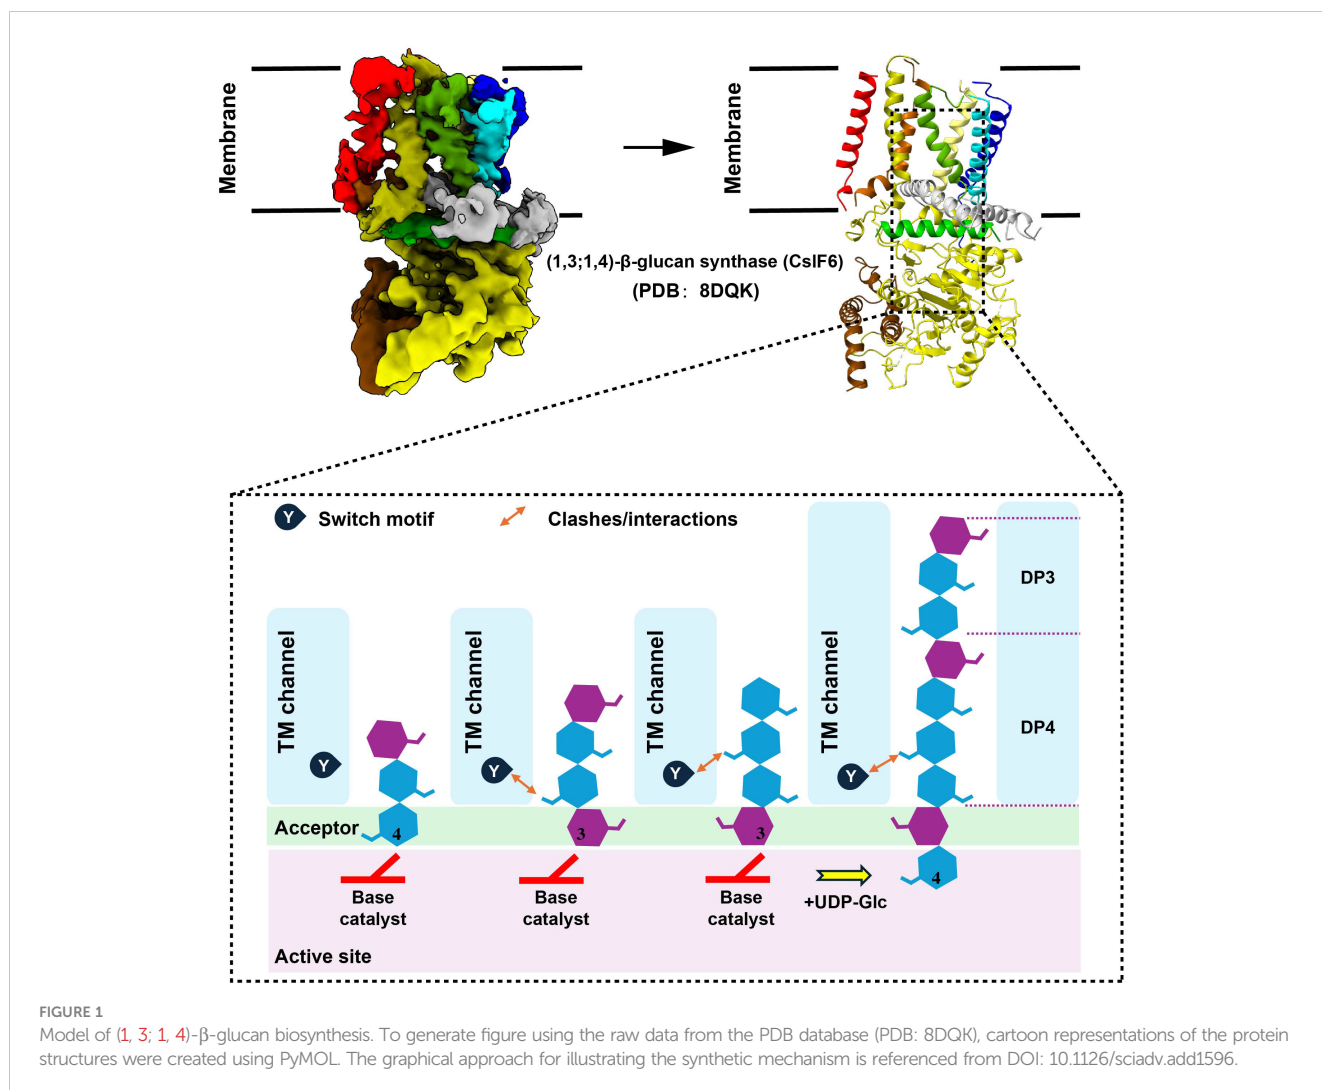 Membrane
Membrane
(1,3;1,4)-β-glucan synthase (CslF6)
(PDB: 8DQK)
Y Switch motif
Clashes/interactions
TM channel
TM channel
TM channel
TM channel
DP3
DP4
Y
Y
Y
Y
Acceptor
4
3
3
4
Base
catalyst
Base
catalyst
Base
catalyst
+UDP-Glc
Active site
FIGURE 1
Model of (1, 3; 1, 4)-β-glucan biosynthesis. To generate figure using the raw data from the PDB database (PDB: 8DQK), cartoon representations of the protein
structures were created using PyMOL. The graphical approach for illustrating the synthetic mechanism is referenced from DOI: 10.1126/sciadv.add1596.